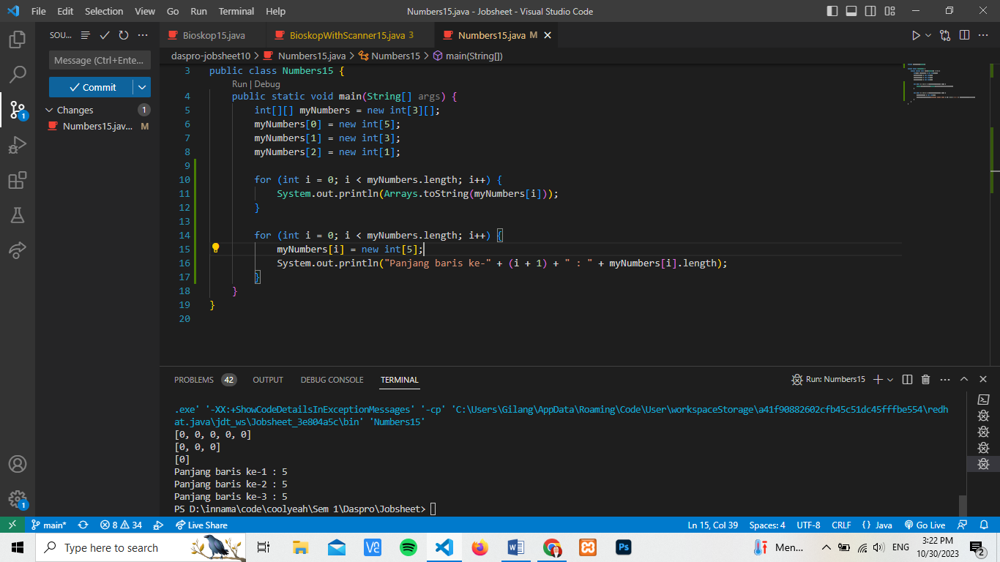 File Edit Selection View Go Run Terminal Help
Numbers15.java - Jobsheet - Visual Studio Code
SOU...
Message (Ctrl+Ente...
Commit
Changes 1
Numbers15.jav... M
Bioskop15.java
BioskopWithScanner15.java 3
Numbers15.java M
daspro-jobsheet10 > Numbers15.java > Numbers15 > main(String[])
3 public class Numbers15 {
Run | Debug
4 public static void main(String[] args) {
5 int[][] myNumbers = new int[3][];
6 myNumbers[0] = new int[5];
7 myNumbers[1] = new int[3];
8 myNumbers[2] = new int[1];
9
10 for (int i = 0; i < myNumbers.length; i++) {
11 System.out.println(Arrays.toString(myNumbers[i]));
12 }
13
14 for (int i = 0; i < myNumbers.length; i++) {
15 myNumbers[i] = new int[5];
16 System.out.println("Panjang baris ke-" + (i + 1) + " : " + myNumbers[i].length);
17 }
18 }
19 }
20
PROBLEMS 42 OUTPUT DEBUG CONSOLE TERMINAL
Run: Numbers15
.exe' '-XX:+ShowCodeDetailsInExceptionMessages' '-cp' 'C:\Users\Gilang\AppData\Roaming\Code\User\workspaceStorage\a41f90882602cfb45c51dc45fffbe554\redh
at.java\jdt_ws\Jobsheet_3e804a5c\bin' 'Numbers15'
[0, 0, 0, 0, 0]
[0, 0, 0]
[0]
Panjang baris ke-1 : 5
Panjang baris ke-2 : 5
Panjang baris ke-3 : 5
PS D:\innama\code\coolyeah\Sem 1\Daspro\Jobsheet>
1
1
main* 8 34 Live Share
Ln 15, Col 39 Spaces: 4 UTF-8 CRLF {} Java Go Live
Type here to search
Men...
ENG
3:22 PM
10/30/2023
2